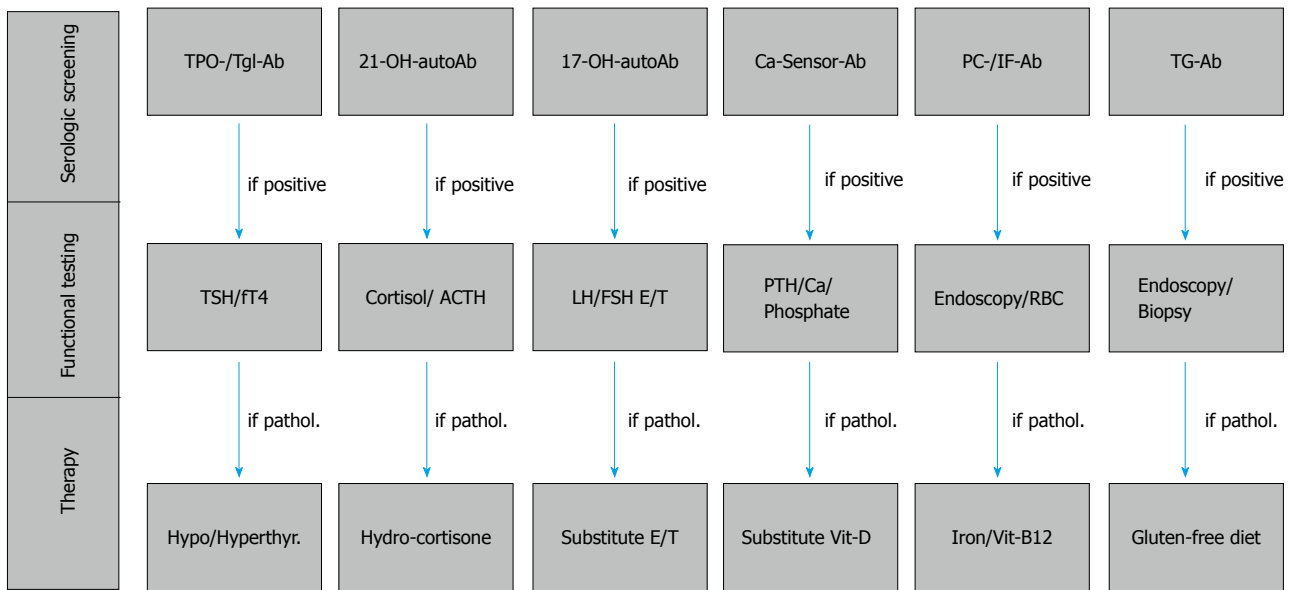 Serologic screening
TPO-/Tgl-Ab
21-OH-autoAb
17-OH-autoAb
Ca-Sensor-Ab
PC-/IF-Ab
TG-Ab
if positive
if positive
if positive
if positive
if positive
if positive
Functional testing
TSH/fT4
Cortisol/ ACTH
LH/FSH E/T
PTH/Ca/
Phosphate
Endoscopy/RBC
Endoscopy/
Biopsy
if pathol.
if pathol.
if pathol.
if pathol.
if pathol.
if pathol.
Therapy
Hypo/Hyperthyr.
Hydro-cortisone
Substitute E/T
Substitute Vit-D
Iron/Vit-B12
Gluten-free diet